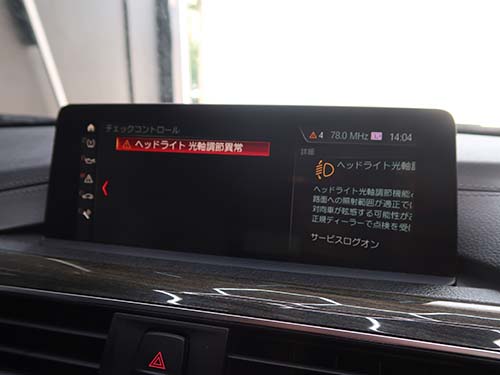 チェックコントロール
ヘッドライト 光軸調節異常
4 78.0 MHz 14:04
詳細
ヘッドライト光軸
ヘッドライト光軸調節機能
路面への照射範囲が適正で
対向車が眩惑する可能性が
正規ディーラーで点検を受
サービスログオン